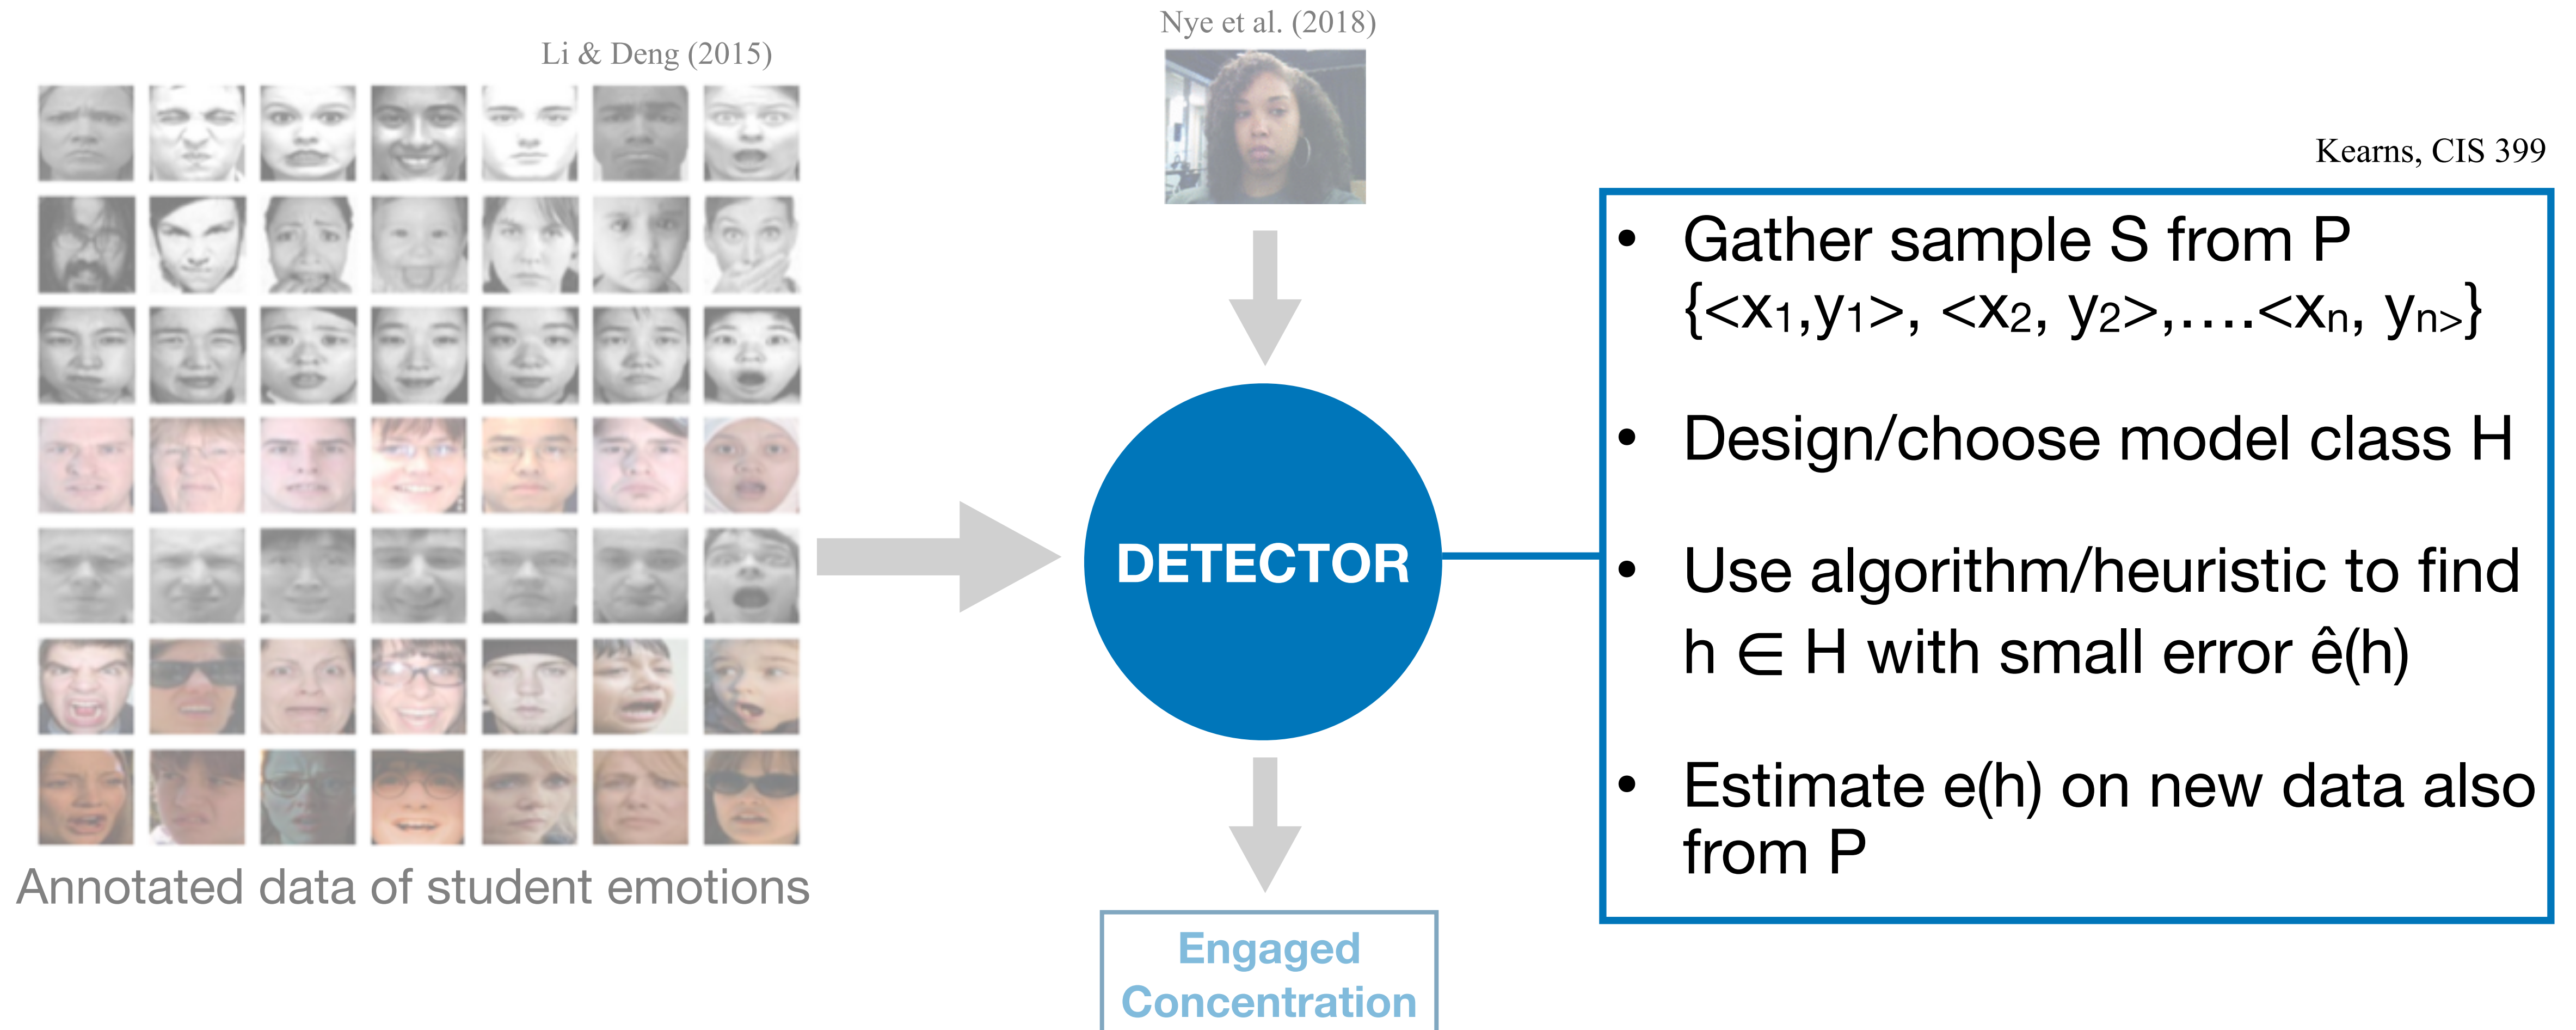 Li & Deng (2015)
Annotated data of student emotions
Nye et al. (2018)
DETECTOR
Engaged
Concentration
Kearns, CIS 399
• Gather sample S from P
{<x₁,y₁>, <x₂, y₂>,....<xₙ, yₙ>}
• Design/choose model class H
• Use algorithm/heuristic to find
h ∈ H with small error ê(h)
• Estimate e(h) on new data also
from P